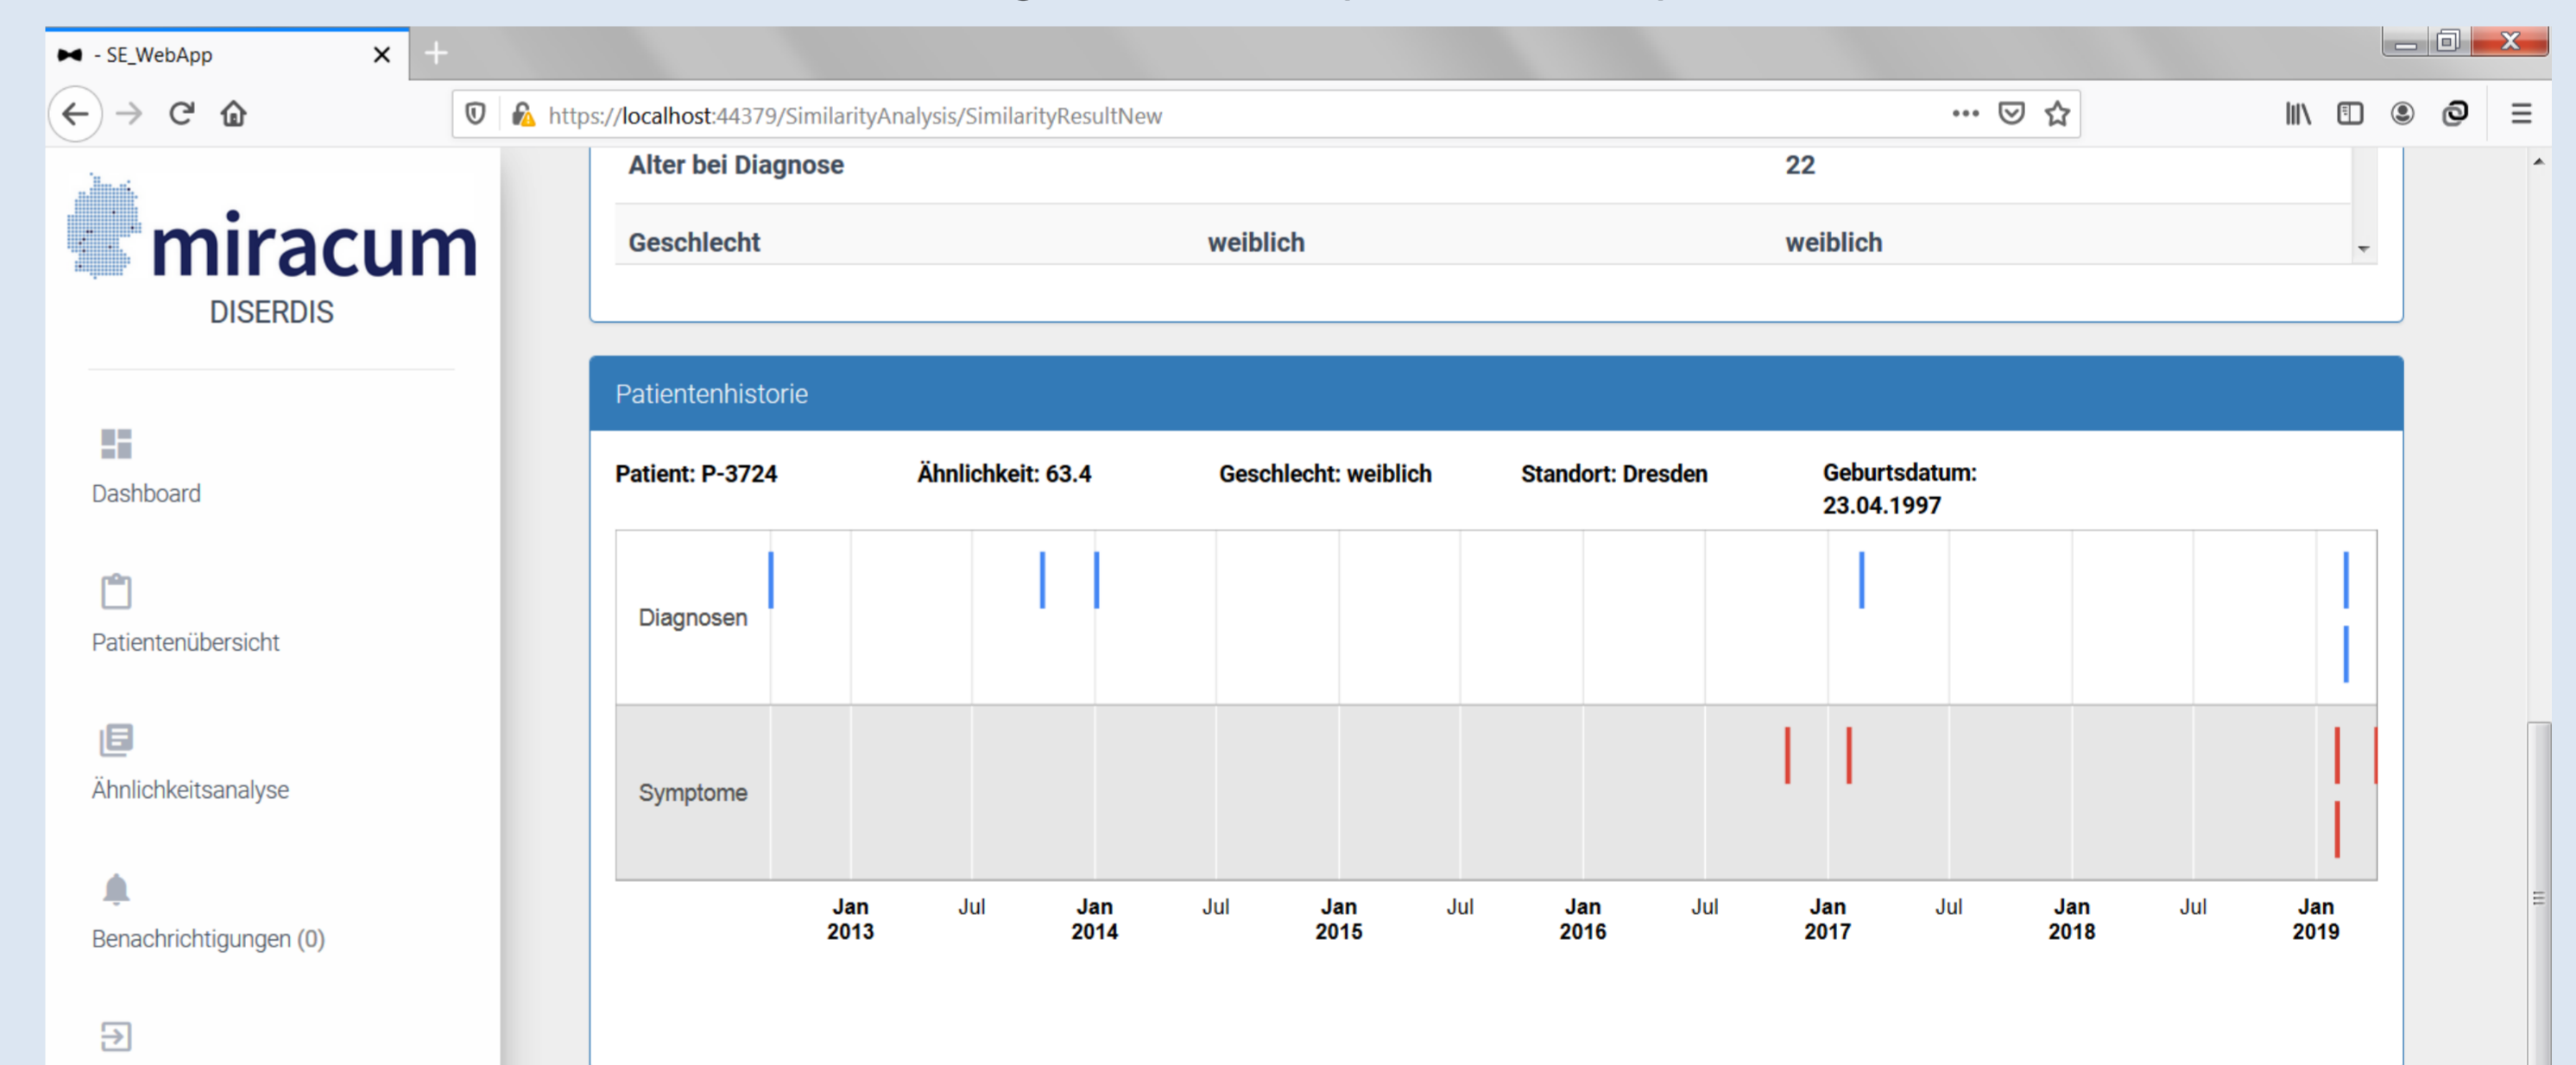 - SE_WebApp
https://localhost:44379/SimilarityAnalysis/SimilarityResultNew
miracum
DISERDIS
Dashboard
Patientenübersicht
Ähnlichkeitsanalyse
Benachrichtigungen (0)
Alter bei Diagnose 22
Geschlecht weiblich weiblich
Patientenhistorie
Patient: P-3724 Ähnlichkeit: 63.4 Geschlecht: weiblich Standort: Dresden Geburtsdatum:
23.04.1997
Diagnosen
Symptome
Jan Jul Jan Jul Jan Jul Jan Jul Jan Jul Jan Jul Jan
2013 2014 2015 2016 2017 2018 2019